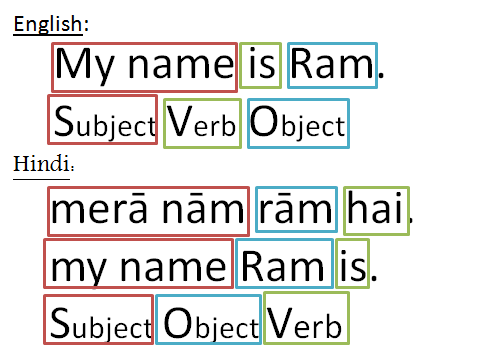 English:
My name is Ram.
Subject Verb Object
Hindi:
merā nām rām hai.
my name Ram is.
Subject Object Verb